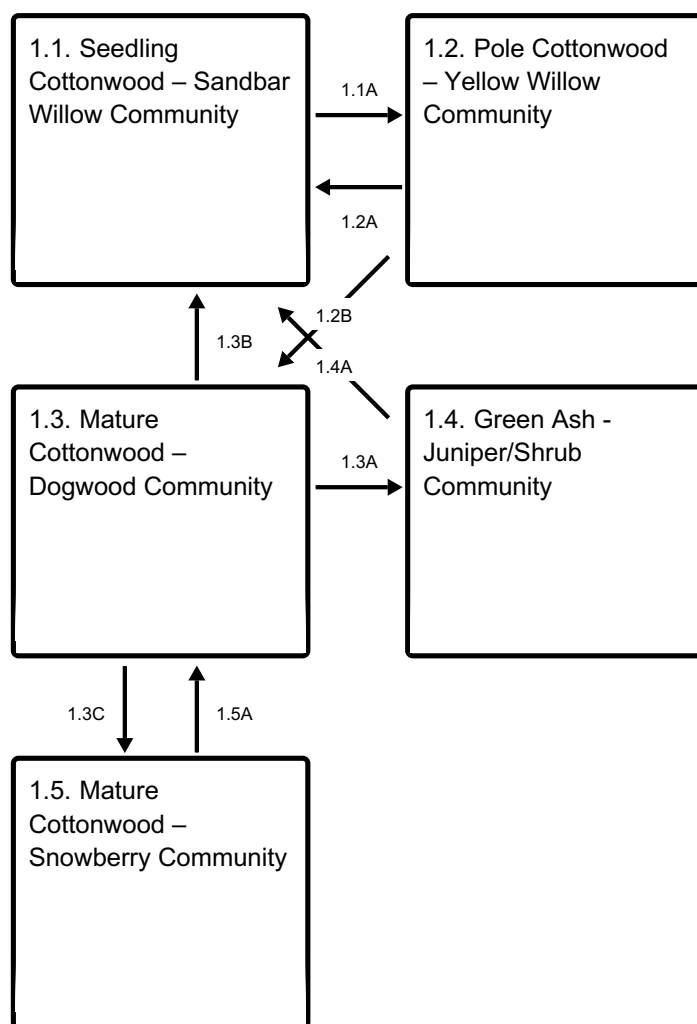 1.1. Seedling
Cottonwood – Sandbar
Willow Community
1.1A
1.2. Pole Cottonwood
– Yellow Willow
Community
1.2A
1.2B
1.3B
1.4A
1.3. Mature
Cottonwood –
Dogwood Community
1.3A
1.4. Green Ash -
Juniper/Shrub
Community
1.3C
1.5A
1.5. Mature
Cottonwood –
Snowberry Community